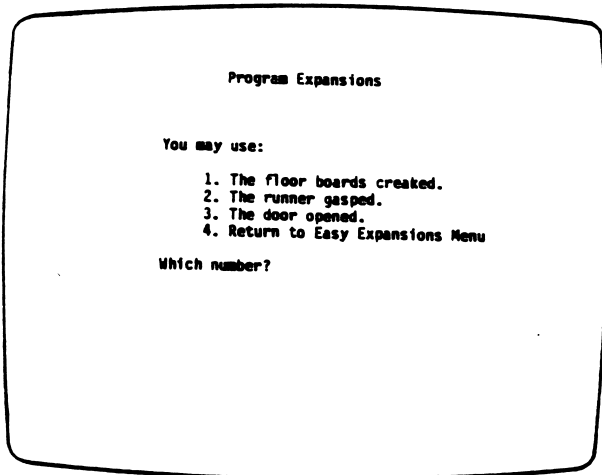 Program Expansions
You may use:
1. The floor boards creaked.
2. The runner gasped.
3. The door opened.
4. Return to Easy Expansions Menu
Which number?